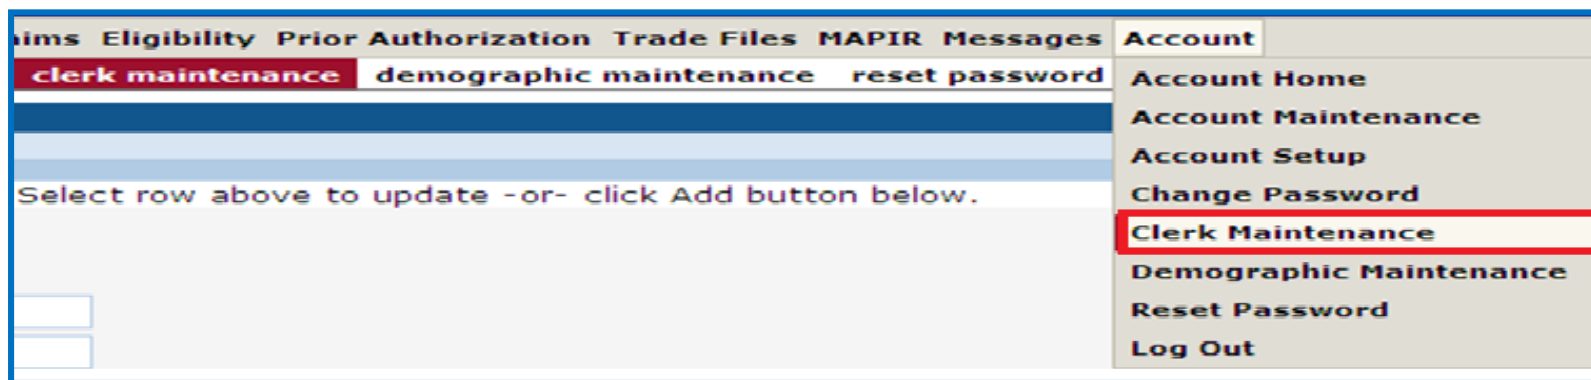 Eligibility Prior Authorization Trade Files MAPIR Messages Account
clerk maintenance demographic maintenance reset password
Account Home
Account Maintenance
Account Setup
Select row above to update -or- click Add button below.
Change Password
Clerk Maintenance
Demographic Maintenance
Reset Password
Log Out